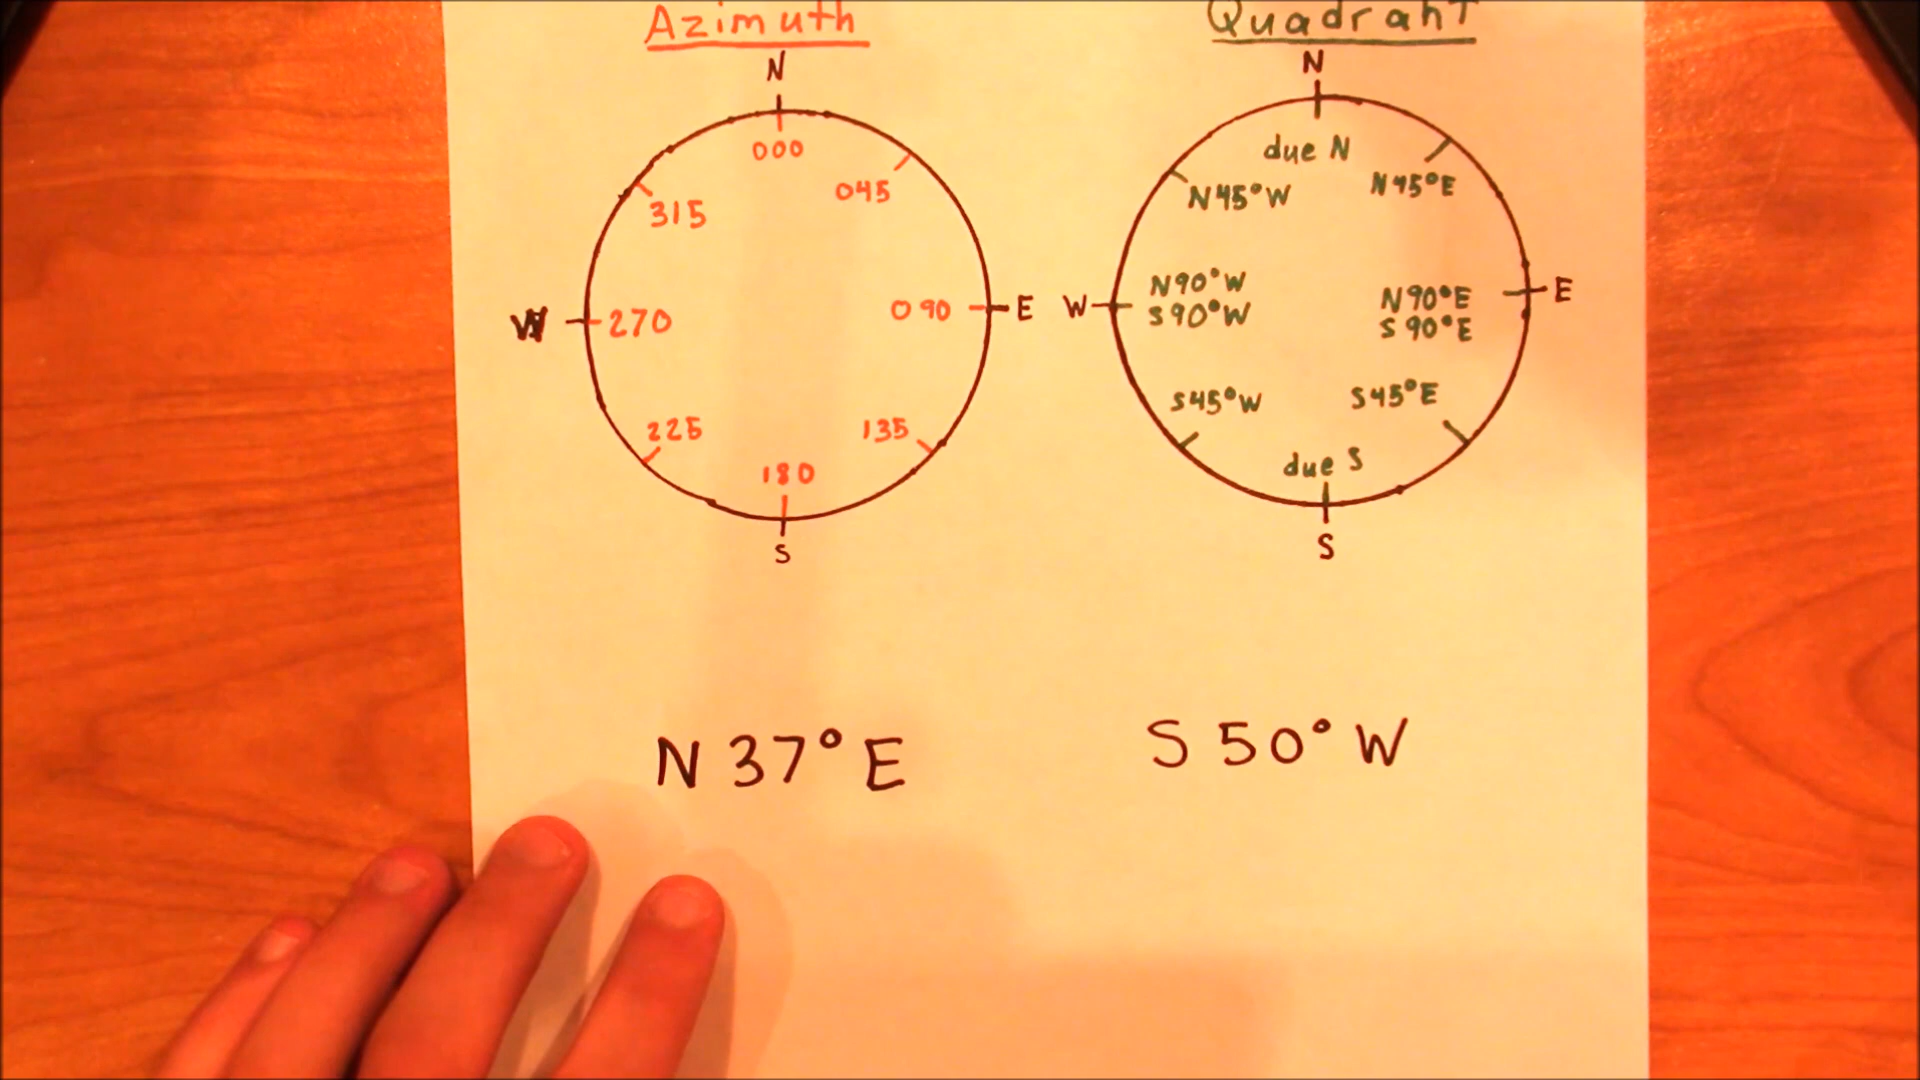 Azimuth
N
000
045
315
W
270
090
E
225
135
180
S
Quadrant
N
due N
N45°W
N45°E
W
N90°W
S90°W
N90°E
S90°E
E
S45°W
S45°E
due S
S
N 37° E
S 50° W